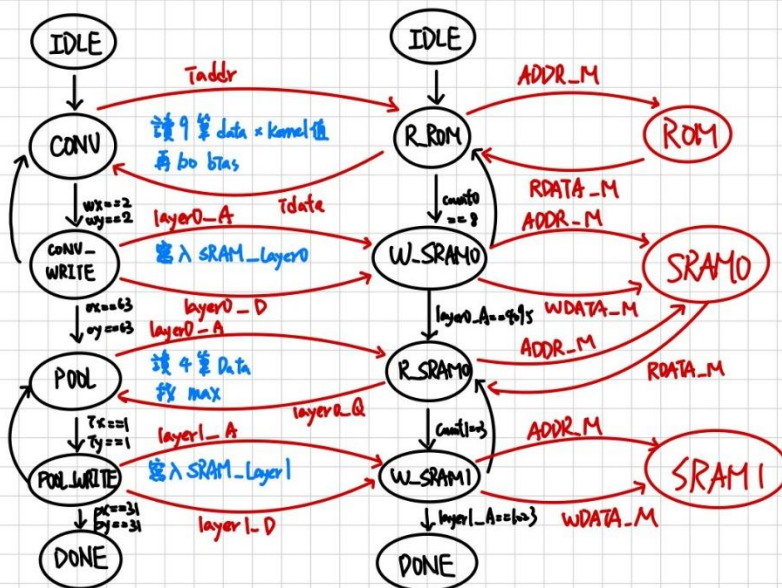 IDLE
IDLE
Iaddr
ADDR_M
CONV
讀9筆data×kernel值
再加bias
R_ROM
ROM
Idata
RDATA_M
wx==2
wy==2
count0
==8
layer0_A
ADDR_M
CONV_
WRITE
寫入SRAM_Layer0
W_SRAM0
SRAM0
layer0_D
WDATA_M
ox==63
oy==63
layer0_A==4095
layer0_A
ADDR_M
POOL
讀4筆Data
找max
R_SRAM0
RDATA_M
layer0_Q
Ix==1
Iy==1
count1==3
layer1_A
ADDR_M
POOL_WRITE
寫入SRAM_Layer1
W_SRAM1
SRAM1
px==31
py==31
layer1_D
layer1_A==1023
WDATA_M
DONE
DONE